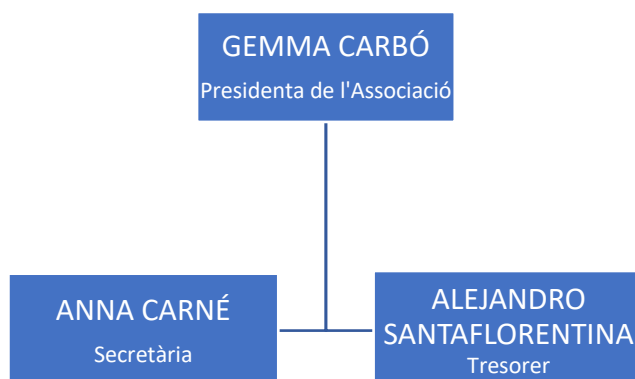 GEMMA CARBÓ
Presidenta de l'Associació
ANNA CARNÉ
Secretària
ALEJANDRO
SANTAFLORENTINA
Tresorer